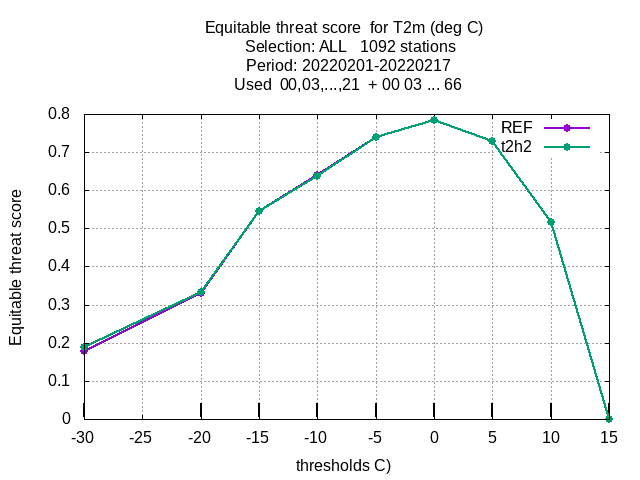 Equitable threat score  for T2m (deg C)
Selection: ALL   1092 stations
Period: 20220201-20220217
Used  00,03,...,21  + 00 03 ... 66
REF
t2h2
Equitable threat score
0.8
0.7
0.6
0.5
0.4
0.3
0.2
0.1
0
-30 -25 -20 -15 -10 -5 0 5 10 15
thresholds C)